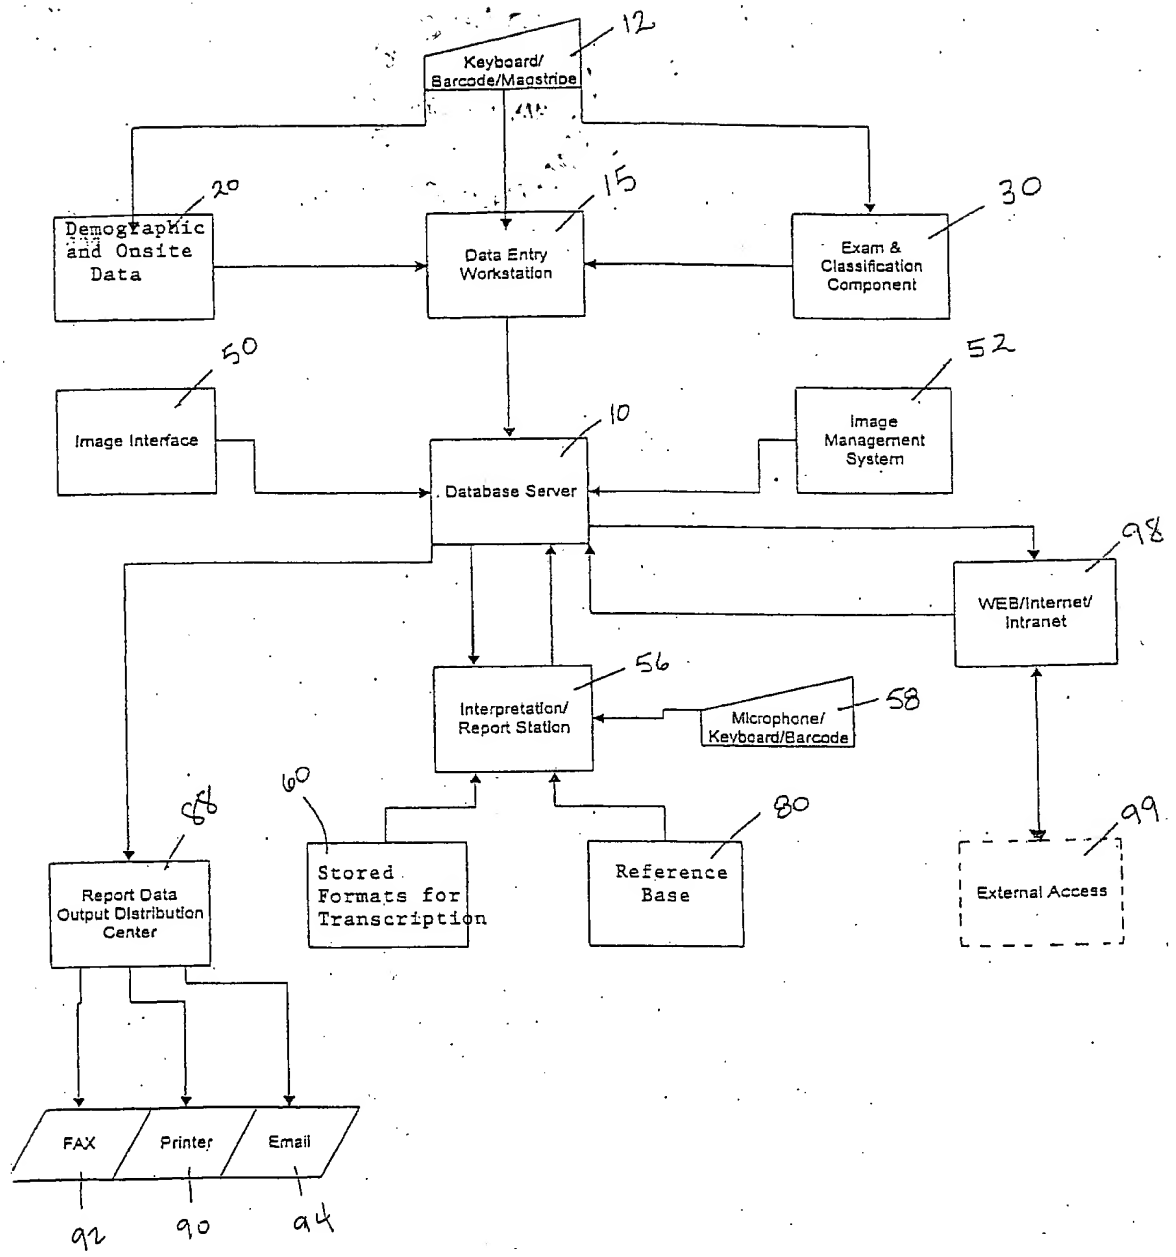 12
Keyboard/
Barcode/Magstripe
20
15
30
Demographic
and Onsite
Data
Data Entry
Workstation
Exam &
Classification
Component
50
52
Image Interface
10
Image
Management
System
Database Server
98
WEB/Internet/
Intranet
56
Interpretation/
Report Station
58
Microphone/
Keyboard/Barcode
60
80
88
99
Stored
Formats for
Transcription
Reference
Base
Report Data
Output Distribution
Center
External Access
FAX
Printer
Email
92
90
94